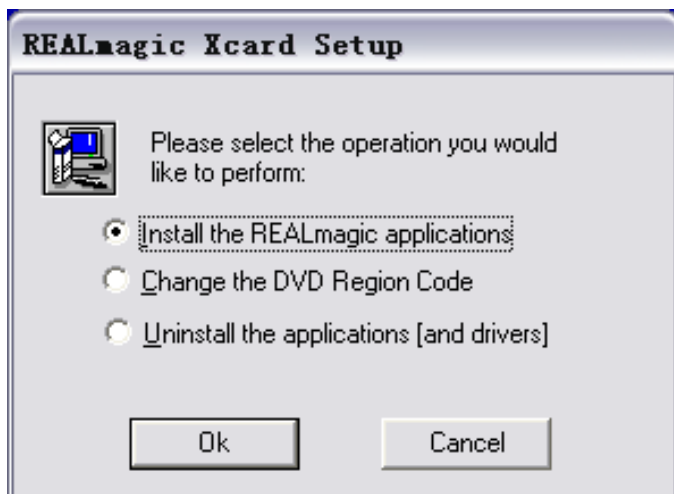 REALmagic Xcard Setup
Please select the operation you would
like to perform:
Install the REALmagic applications
Change the DVD Region Code
Uninstall the applications [and drivers]
Ok
Cancel